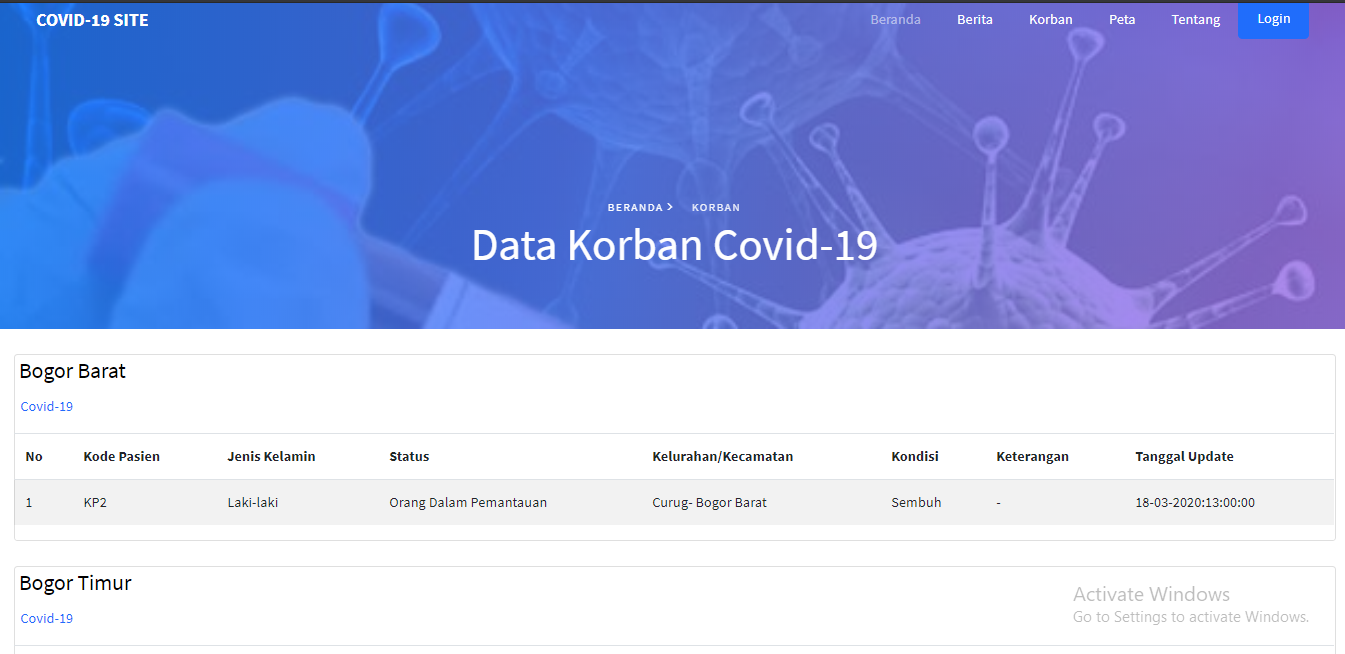 COVID-19 SITE Beranda Berita Korban Peta Tentang Login
BERANDA > KORBAN
Data Korban Covid-19
Bogor Barat
Covid-19
No Kode Pasien Jenis Kelamin Status Kelurahan/Kecamatan Kondisi Keterangan Tanggal Update
1 KP2 Laki-laki Orang Dalam Pemantauan Curug- Bogor Barat Sembuh - 18-03-2020:13:00:00
Bogor Timur
Covid-19
Activate Windows
Go to Settings to activate Windows.